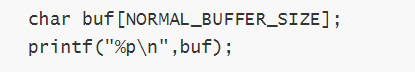 char buf[NORMAL_BUFFER_SIZE];
printf("%p\n",buf);